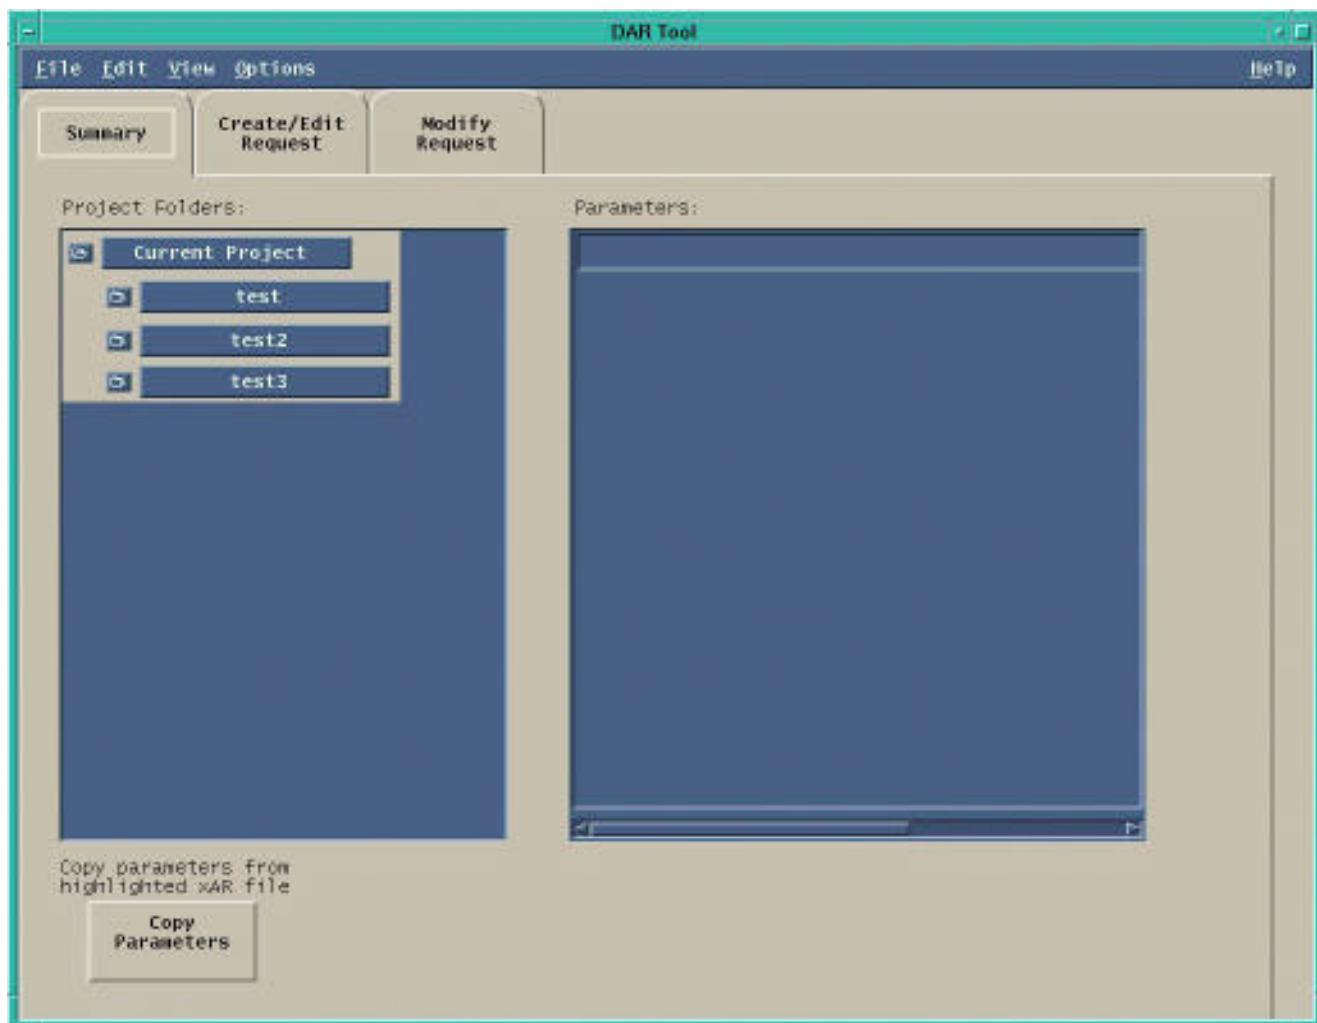 DAR Tool
File Edit View Options Help
Summary
Create/Edit
Request
Modify
Request
Project Folders:
Parameters:
Current Project
test
test2
test3
Copy parameters from
highlighted xAR file
Copy
Parameters